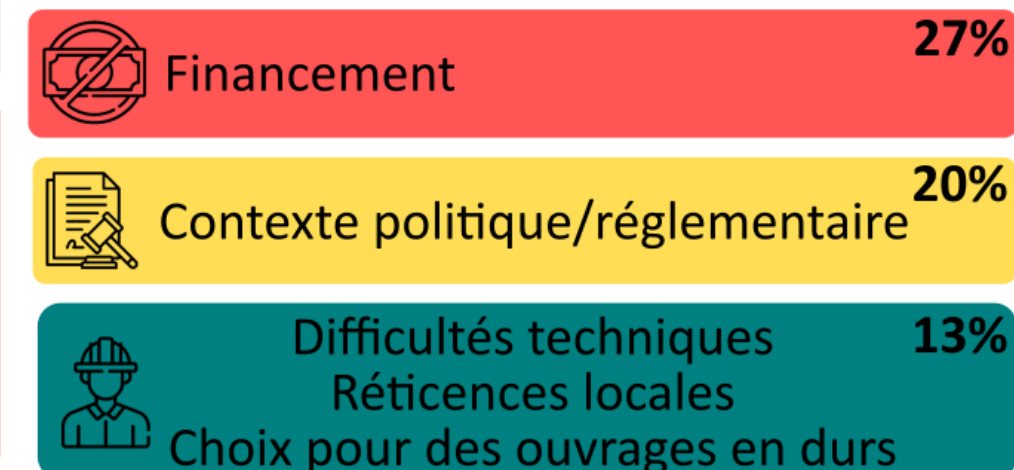 Financement 27%
Contexte politique/réglementaire 20%
Difficultés techniques 13%
Réticences locales
Choix pour des ouvrages en durs